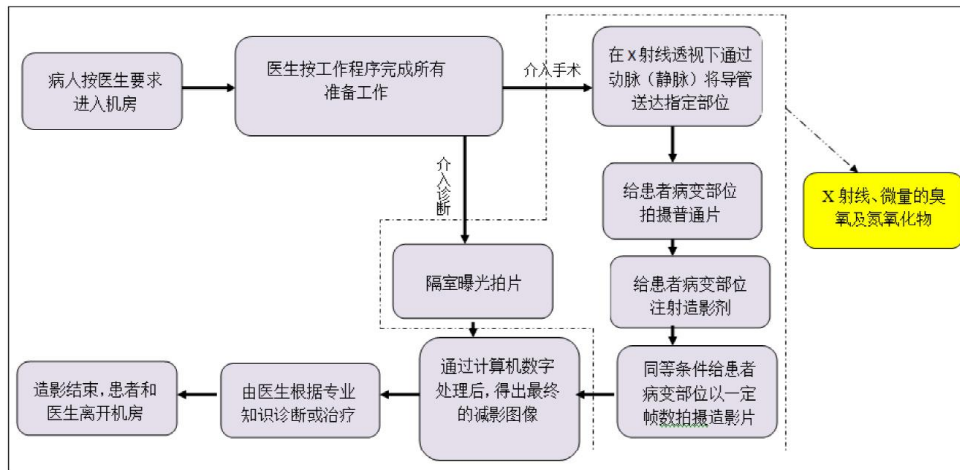 病人按医生要求
进入机房
医生按工作程序完成所有
准备工作
介入手术
在X射线透视下通过
动脉（静脉）将导管
送达指定部位
介入诊断
给患者病变部位
拍摄普通片
X 射线、微量的臭
氧及氮氧化物
隔室曝光拍片
给患者病变部位
注射造影剂
造影结束,患者和
医生离开机房
由医生根据专业
知识诊断或治疗
通过计算机数字
处理后,得出最终
的减影图像
同等条件给患者
病变部位以一定
帧数拍摄造影片